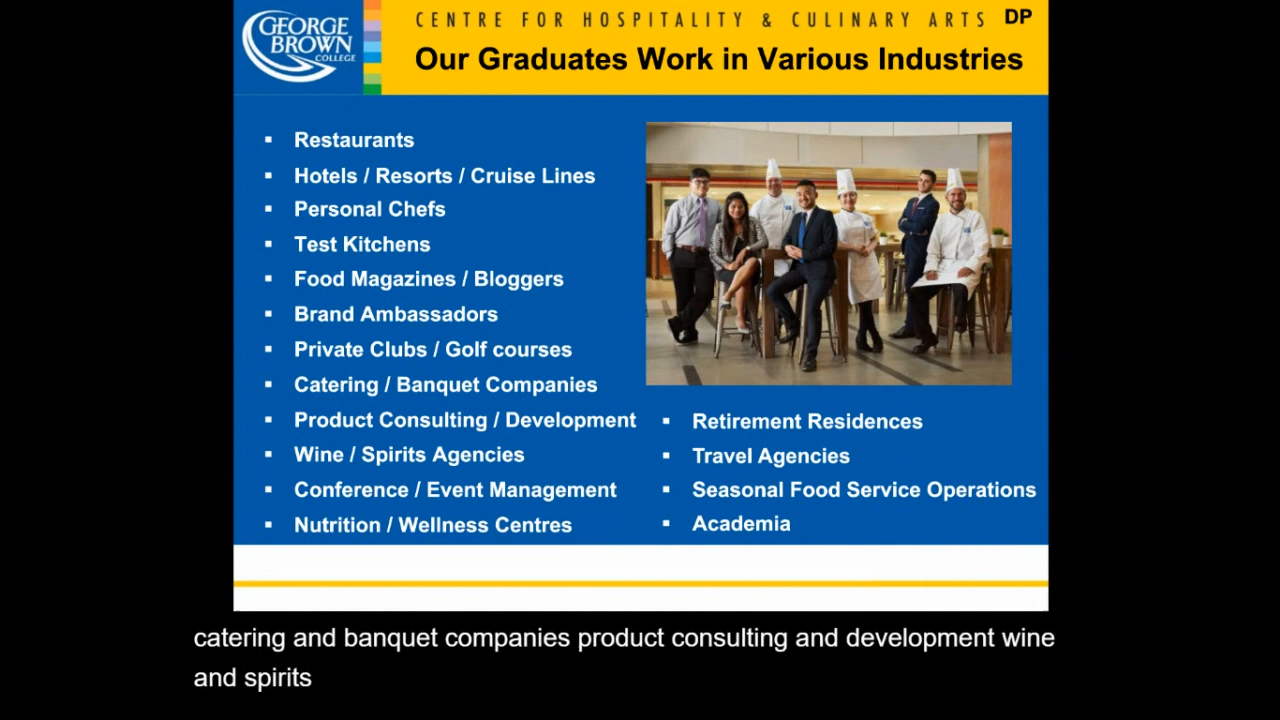 GEORGE
BROWN
COLLEGE
CENTRE FOR HOSPITALITY & CULINARY ARTS DP
Our Graduates Work in Various Industries
▪ Restaurants
▪ Hotels / Resorts / Cruise Lines
▪ Personal Chefs
▪ Test Kitchens
▪ Food Magazines / Bloggers
▪ Brand Ambassadors
▪ Private Clubs / Golf courses
▪ Catering / Banquet Companies
▪ Product Consulting / Development
▪ Wine / Spirits Agencies
▪ Conference / Event Management
▪ Nutrition / Wellness Centres
▪ Retirement Residences
▪ Travel Agencies
▪ Seasonal Food Service Operations
▪ Academia
catering and banquet companies product consulting and development wine
and spirits